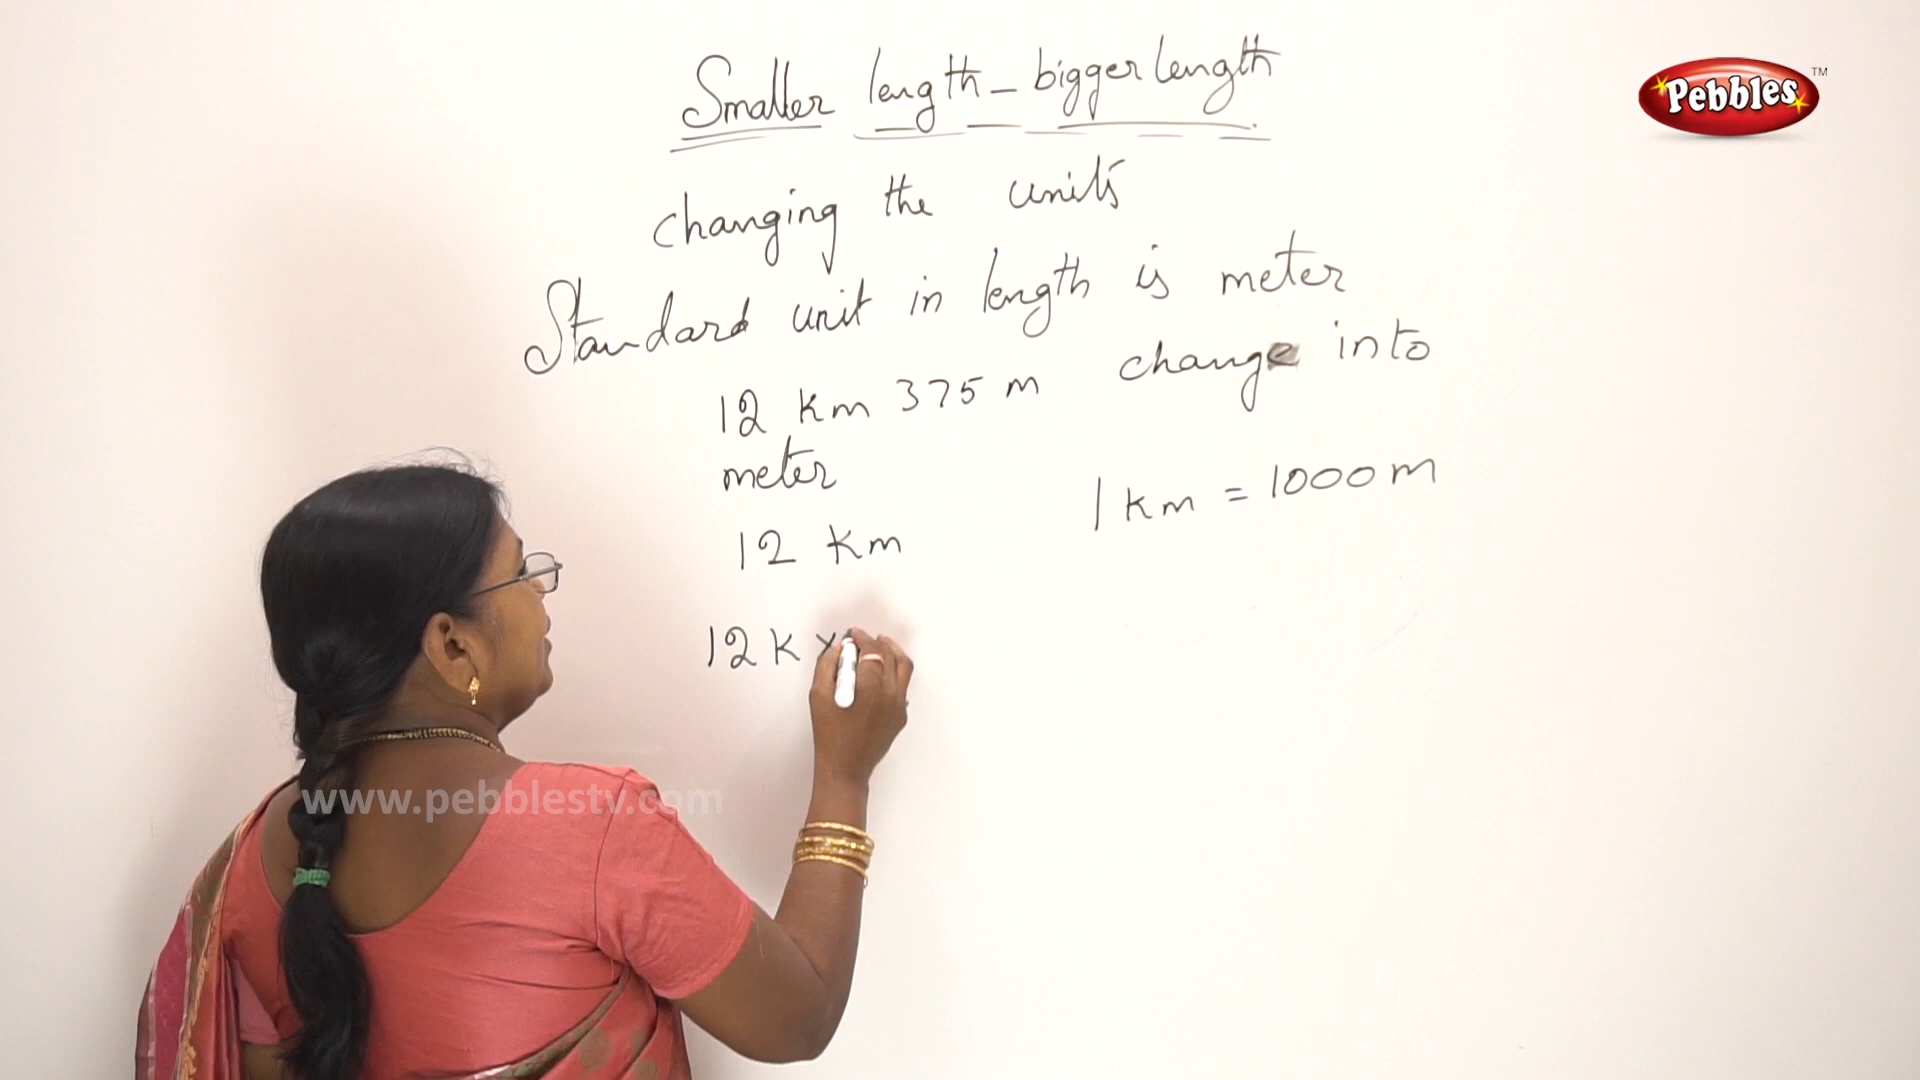 Smaller length - bigger length
changing the units
Standard unit in length is meter
12 km 375 m change into
meter
1 km = 1000 m
12 km
12 K ×
Pebbles™
www.pebblestv.com